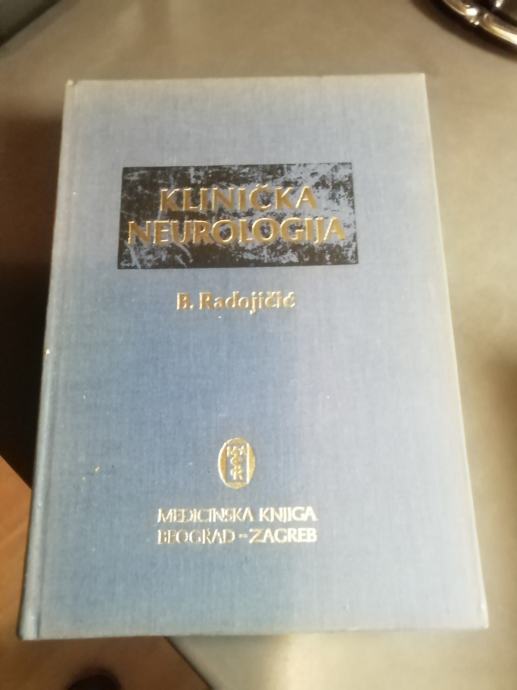 KLINIČKA
NEUROLOGIJA
B. Radojičić
MEDICINSKA KNJIGA
BEOGRAD - ZAGREB